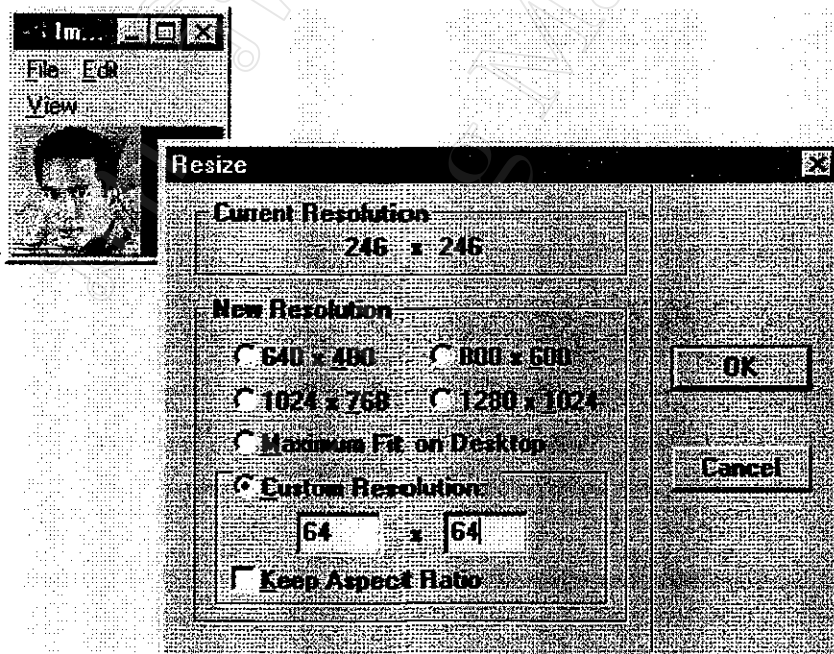 Im...
File Edit
View
Resize
Current Resolution
246 x 246
New Resolution
640 x 480 800 x 600
1024 x 768 1280 x 1024
Maximum Fit on Desktop
Custom Resolution:
64 x 64
Keep Aspect Ratio
OK
Cancel